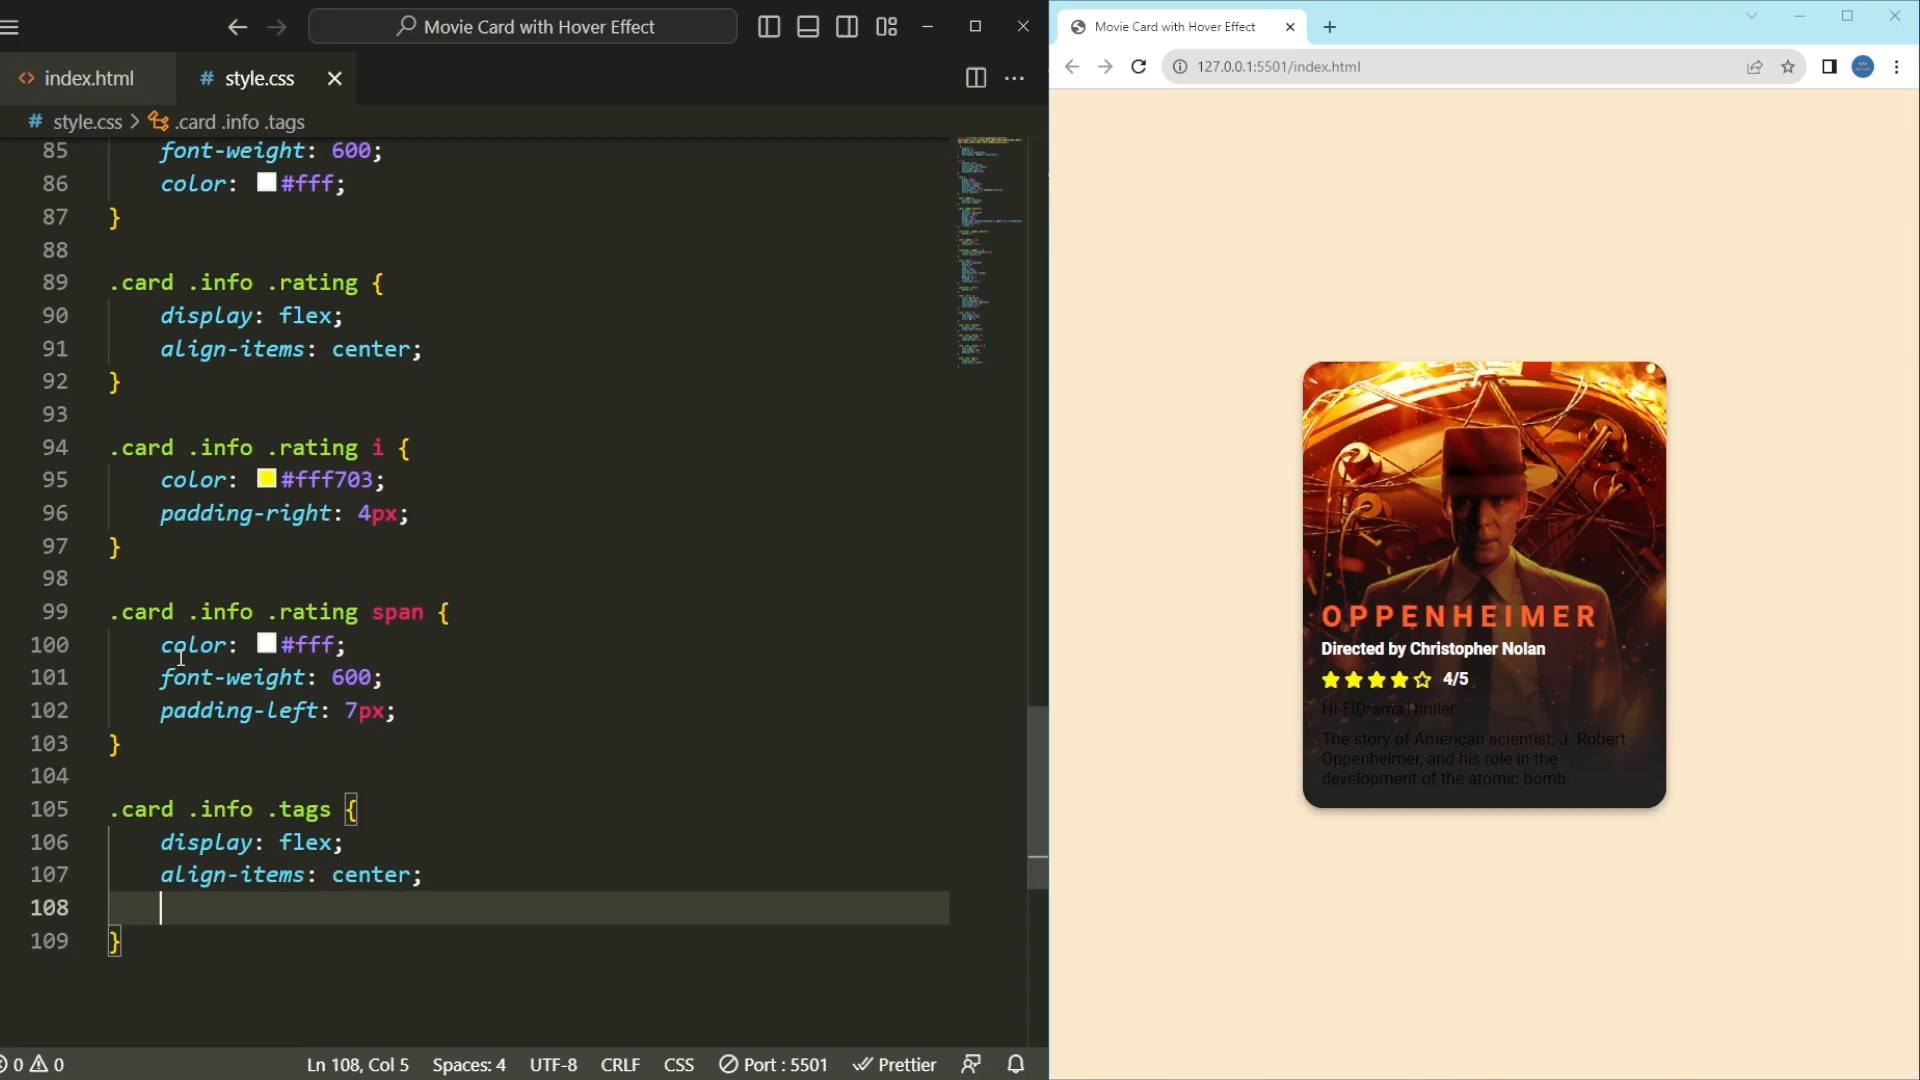 Movie Card with Hover Effect
index.html
# style.css
# style.css > .card .info .tags
85 font-weight: 600;
86 color: #fff;
87 }
88
89 .card .info .rating {
90 display: flex;
91 align-items: center;
92 }
93
94 .card .info .rating i {
95 color: #fff703;
96 padding-right: 4px;
97 }
98
99 .card .info .rating span {
100 color: #fff;
101 font-weight: 600;
102 padding-left: 7px;
103 }
104
105 .card .info .tags {
106 display: flex;
107 align-items: center;
108
109 }
0 0 Ln 108, Col 5 Spaces: 4 UTF-8 CRLF CSS Port : 5501 Prettier
Movie Card with Hover Effect
127.0.0.1:5501/index.html
OPPENHEIMER
Directed by Christopher Nolan
4/5
Hi-FiDramaThriller
The story of American scientist, J. Robert
Oppenheimer, and his role in the
development of the atomic bomb.